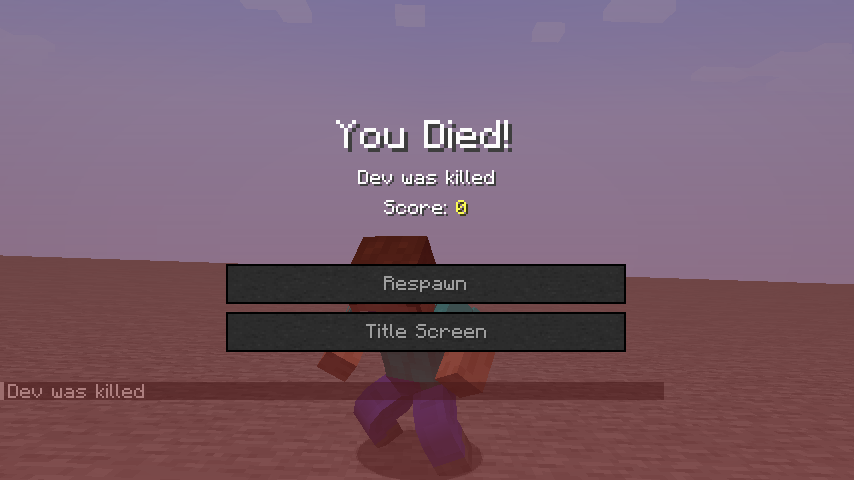 You Died!
Dev was killed
Score: 0
Respawn
Title Screen
Dev was killed